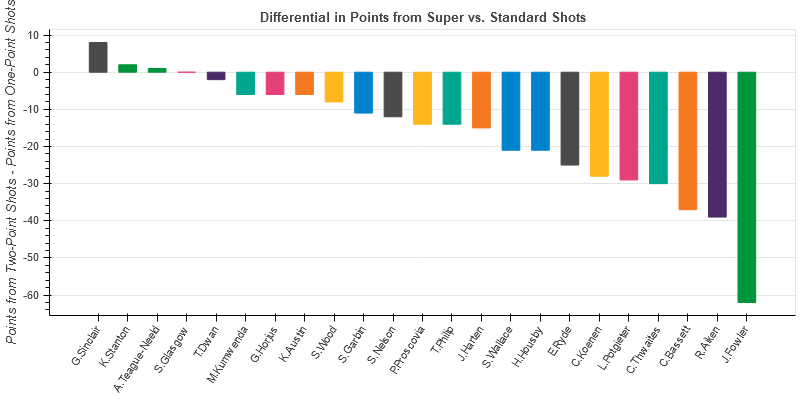 Differential in Points from Super vs. Standard Shots
Points from Two-Point Shots - Points from One-Point Shots
10
0
-10
-20
-30
-40
-50
-60
G.Sinclair
K.Stanton
A.Teague-Neeld
S.Glasgow
T.Dwan
M.Kumwenda
G.Horjus
K.Austin
S.Wood
S.Garbin
S.Nelson
P.Proscovia
T.Philip
J.Harten
S.Wallace
H.Housby
E.Ryde
C.Koenen
L.Potgieter
C.Thwaites
C.Bassett
R.Aiken
J.Fowler